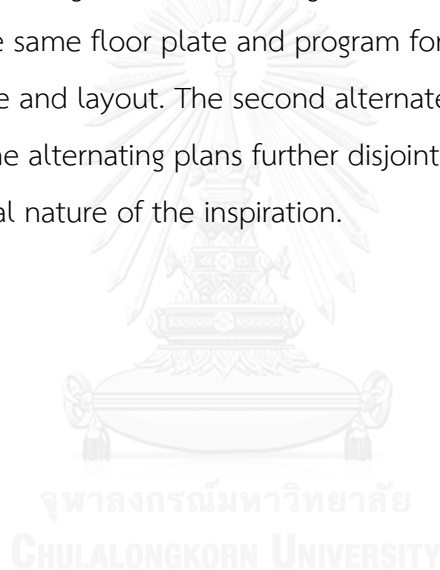 e same floor plate and program for
e and layout. The second alternate
ne alternating plans further disjoint
al nature of the inspiration.
จุฬาลงกรณ์มหาวิทยาลัย
CHULALONGKORN UNIVERSITY